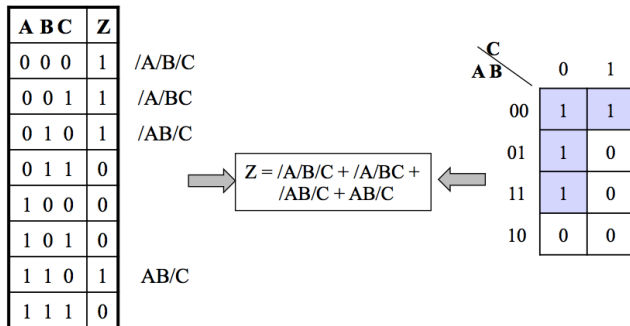 A B C Z
0 0 0 1 /A/B/C
0 0 1 1 /A/BC
0 1 0 1 /AB/C
0 1 1 0
1 0 0 0
1 0 1 0
1 1 0 1 AB/C
1 1 1 0
Z = /A/B/C + /A/BC +
/AB/C + AB/C
C
A B 0 1
00 1 1
01 1 0
11 1 0
10 0 0